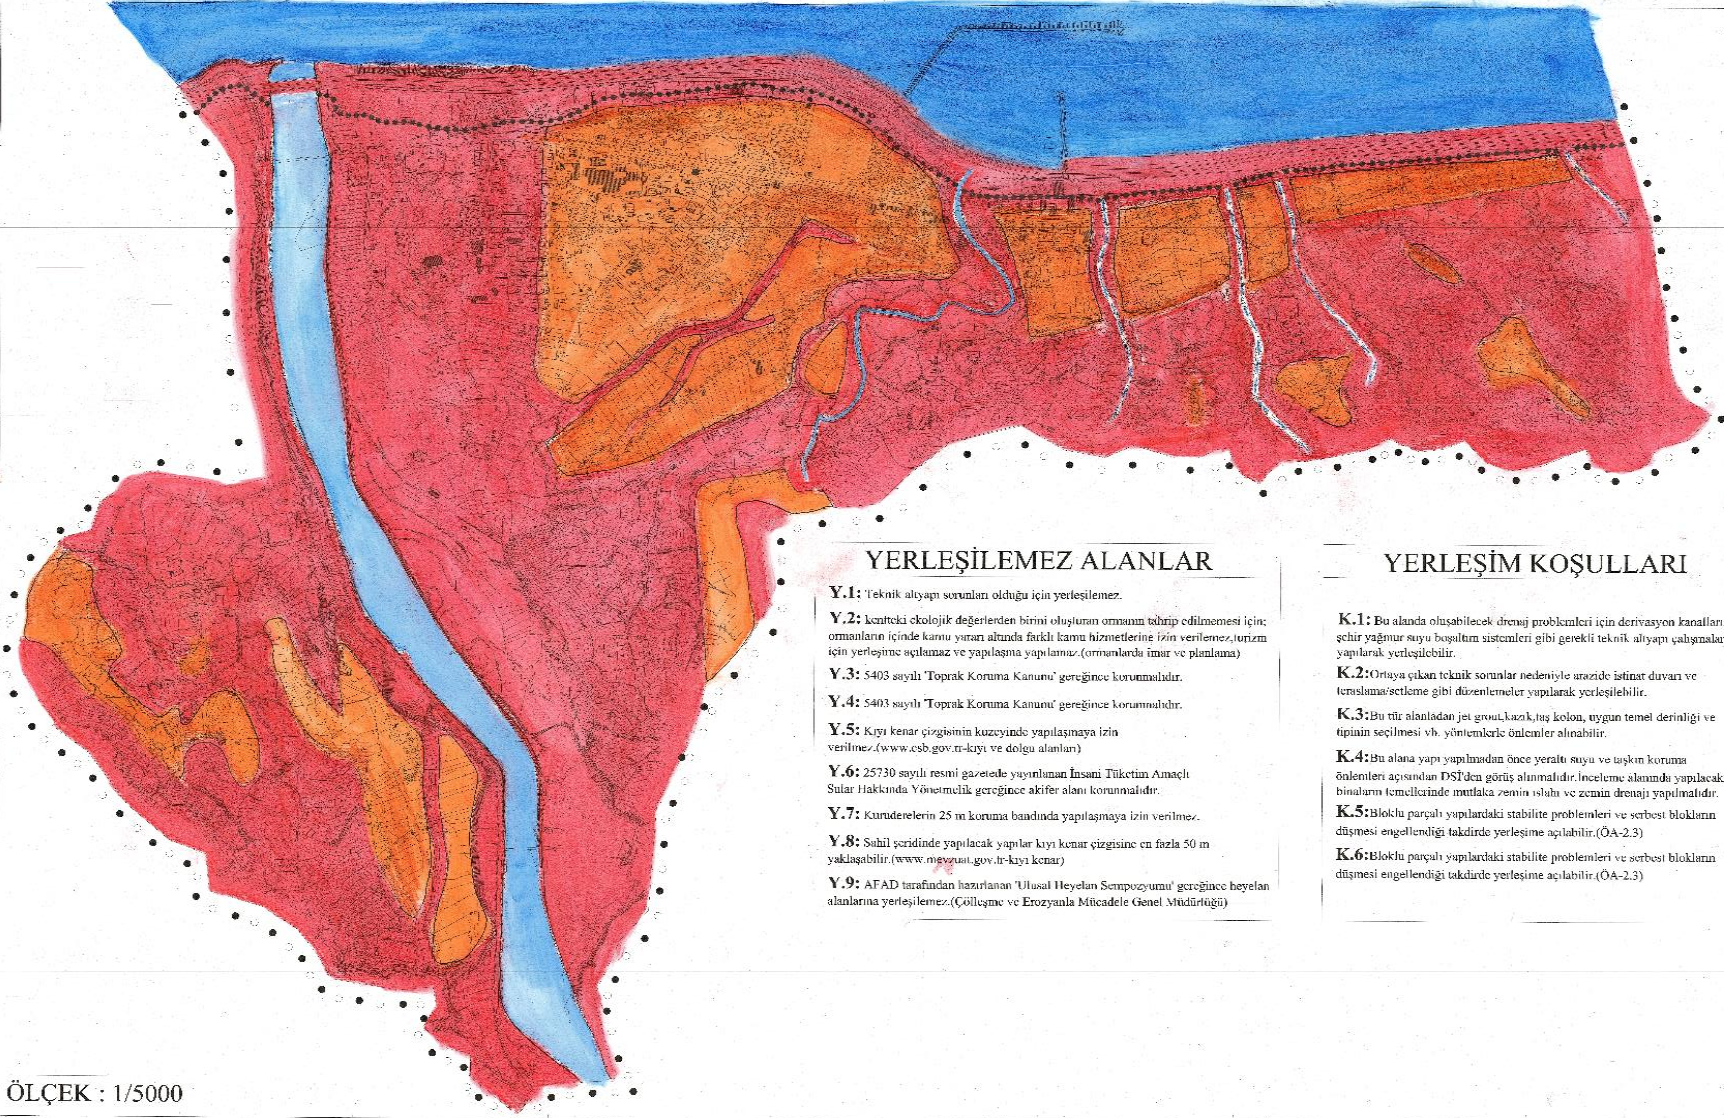 YERLEŞİLEMEZ ALANLAR
Y.1: Teknik altyapı sorunları olduğu için yerleşilemez.
Y.2: kentteki ekolojik değerlerden birini oluşturan ormanın tahrip edilmemesi için;
ormanların içinde kamu yararı altında farklı kamu hizmetlerine izin verilemez,turizm
için yerleşime açılamaz ve yapılaşma yapılamaz.(ormanlarda imar ve planlama)
Y.3: 5403 sayılı 'Toprak Koruma Kanunu' gereğince korunmalıdır.
Y.4: 5403 sayılı 'Toprak Koruma Kanunu' gereğince korunmalıdır.
Y.5: Kıyı kenar çizgisinin kuzeyinde yapılaşmaya izin
verilmez.(www.csb.gov.tr-kıyı ve dolgu alanları)
Y.6: 25730 sayılı resmi gazetede yayınlanan İnsani Tüketim Amaçlı
Sular Hakkında Yönetmelik gereğince akifer alanı korunmalıdır.
Y.7: Kuruderelerin 25 m koruma bandında yapılaşmaya izin verilmez.
Y.8: Sahil şeridinde yapılacak yapılar kıyı kenar çizgisine en fazla 50 m
yaklaşabilir.(www.mevzuat.gov.tr-kıyı kenar)
Y.9: AFAD tarafından hazırlanan 'Ulusal Heyelan Sempozyumu' gereğince heyelan
alanlarına yerleşilemez.(Çölleşme ve Erozyanla Mücadele Genel Müdürlüğü)
YERLEŞİM KOŞULLARI
K.1: Bu alanda oluşabilecek drenaj problemleri için derivasyon kanalları
şehir yağmur suyu boşaltım sistemleri gibi gerekli teknik altyapı çalışmaları
yapılarak yerleşilebilir.
K.2:Ortaya çıkan teknik sorunlar nedeniyle arazide istinat duvarı ve
teraslama/setleme gibi düzenlemeler yapılarak yerleşilebilir.
K.3:Bu tür alanladan jet grout,kazık,taş kolon, uygun temel derinliği ve
tipinin seçilmesi vb. yöntemlerle önlemler alınabilir.
K.4:Bu alana yapı yapılmadan önce yeraltı suyu ve taşkın koruma
önlemleri açısından DSİ'den görüş alınmalıdır.İnceleme alanında yapılacak
binaların temellerinde mutlaka zemin ıslahı ve zemin drenajı yapılmalıdır.
K.5:Bloklu parçalı yapılardaki stabilite problemleri ve serbest blokların
düşmesi engellendiği takdirde yerleşime açılabilir.(ÖA-2.3)
K.6:Bloklu parçalı yapılardaki stabilite problemleri ve serbest blokların
düşmesi engellendiği takdirde yerleşime açılabilir.(ÖA-2.3)
ÖLÇEK : 1/5000